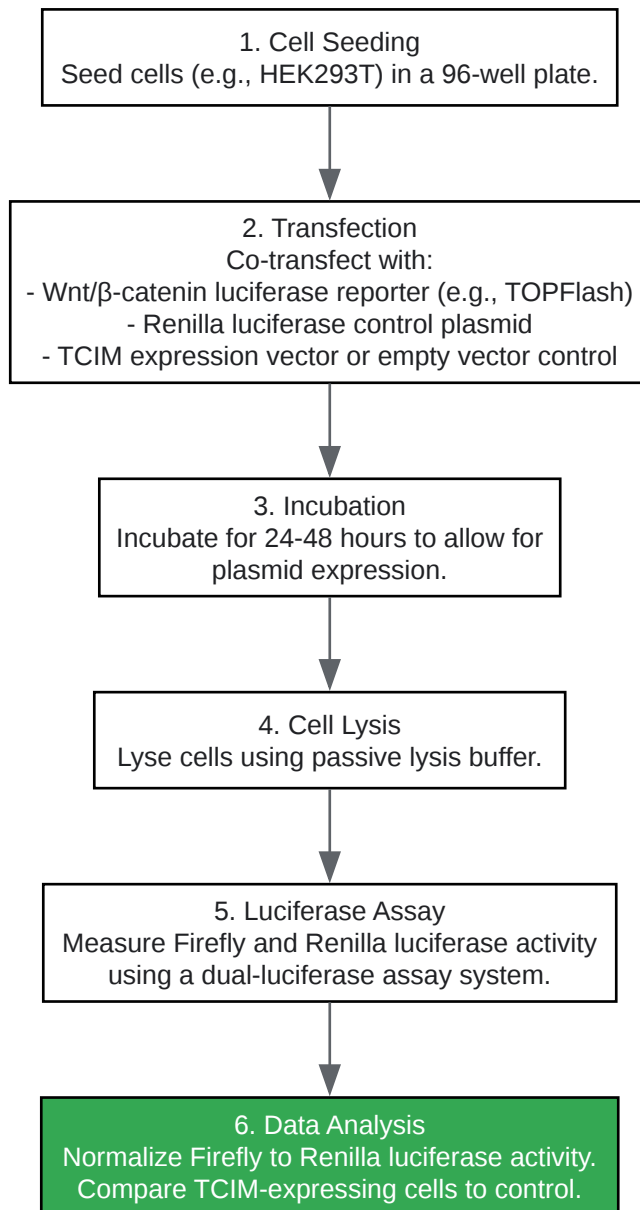 1. Cell Seeding
Seed cells (e.g., HEK293T) in a 96-well plate.
2. Transfection
Co-transfect with:
- Wnt/β-catenin luciferase reporter (e.g., TOPFlash)
- Renilla luciferase control plasmid
- TCIM expression vector or empty vector control
3. Incubation
Incubate for 24-48 hours to allow for
plasmid expression.
4. Cell Lysis
Lyse cells using passive lysis buffer.
5. Luciferase Assay
Measure Firefly and Renilla luciferase activity
using a dual-luciferase assay system.
6. Data Analysis
Normalize Firefly to Renilla luciferase activity.
Compare TCIM-expressing cells to control.